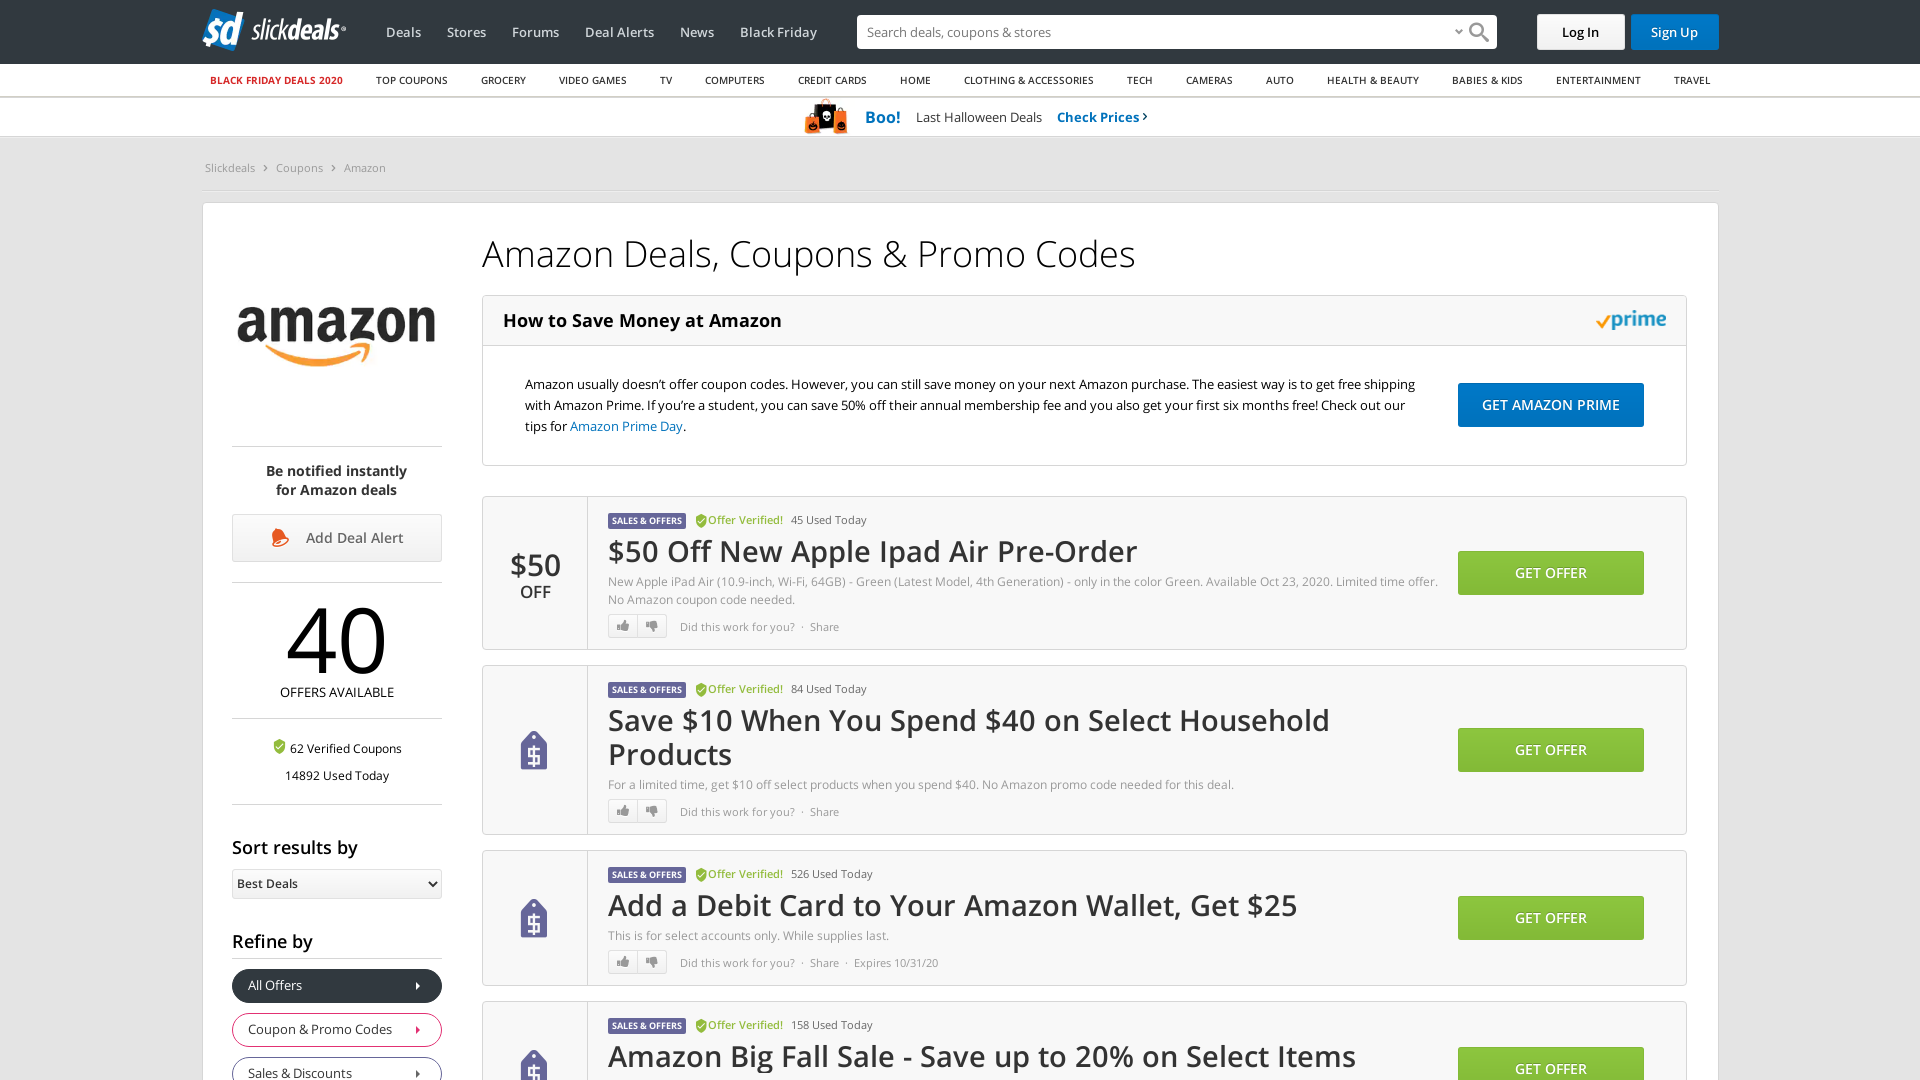 sd slickdeals
Deals
Stores
Forums
Deal Alerts
News
Black Friday
Search deals, coupons & stores
Log In
Sign Up
BLACK FRIDAY DEALS 2020
TOP COUPONS
GROCERY
VIDEO GAMES
TV
COMPUTERS
CREDIT CARDS
HOME
CLOTHING & ACCESSORIES
TECH
CAMERAS
AUTO
HEALTH & BEAUTY
BABIES & KIDS
ENTERTAINMENT
TRAVEL
Boo! Last Halloween Deals Check Prices ›
Slickdeals › Coupons › Amazon
amazon
Be notified instantly
for Amazon deals
Add Deal Alert
40
OFFERS AVAILABLE
62 Verified Coupons
14892 Used Today
Sort results by
Best Deals
Refine by
All Offers
Coupon & Promo Codes
Sales & Discounts
Amazon Deals, Coupons & Promo Codes
How to Save Money at Amazon
prime
Amazon usually doesn’t offer coupon codes. However, you can still save money on your next Amazon purchase. The easiest way is to get free shipping
with Amazon Prime. If you’re a student, you can save 50% off their annual membership fee and you also get your first six months free! Check out our
tips for Amazon Prime Day.
GET AMAZON PRIME
$50
OFF
SALES & OFFERS Offer Verified! 45 Used Today
$50 Off New Apple Ipad Air Pre-Order
New Apple iPad Air (10.9-inch, Wi-Fi, 64GB) - Green (Latest Model, 4th Generation) - only in the color Green. Available Oct 23, 2020. Limited time offer.
No Amazon coupon code needed.
Did this work for you? · Share
GET OFFER
SALES & OFFERS Offer Verified! 84 Used Today
Save $10 When You Spend $40 on Select Household
Products
For a limited time, get $10 off select products when you spend $40. No Amazon promo code needed for this deal.
Did this work for you? · Share
GET OFFER
SALES & OFFERS Offer Verified! 526 Used Today
Add a Debit Card to Your Amazon Wallet, Get $25
This is for select accounts only. While supplies last.
Did this work for you? · Share · Expires 10/31/20
GET OFFER
SALES & OFFERS Offer Verified! 158 Used Today
Amazon Big Fall Sale - Save up to 20% on Select Items
GET OFFER